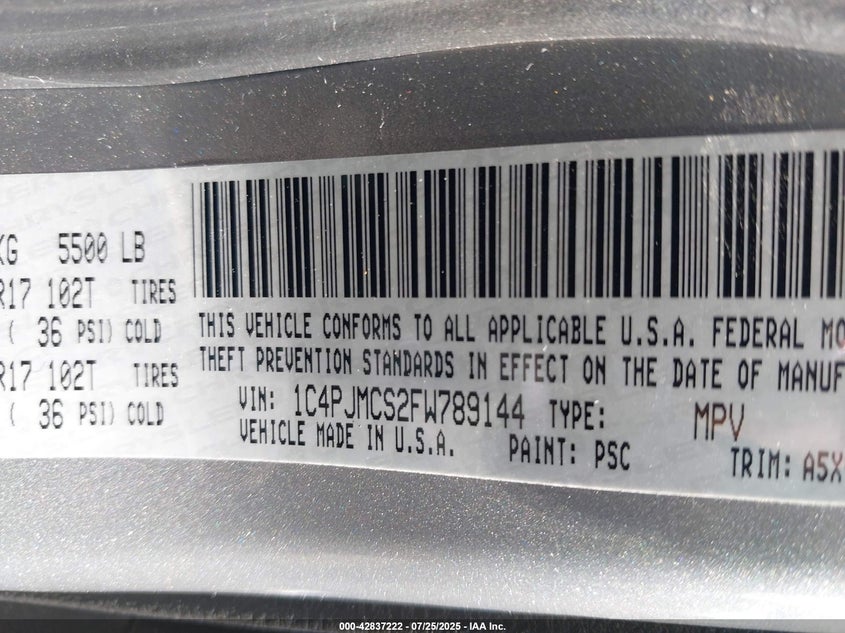 KG 5500 LB
R17 102T TIRES
( 36 PSI) COLD
R17 102T TIRES
( 36 PSI) COLD
THIS VEHICLE CONFORMS TO ALL APPLICABLE U.S.A. FEDERAL MO
THEFT PREVENTION STANDARDS IN EFFECT ON THE DATE OF MANUF
VIN: 1C4PJMCS2FW789144 TYPE: MPV
VEHICLE MADE IN U.S.A. PAINT: PSC TRIM: A5X
000-42837222 - 07/25/2025 - IAA Inc.